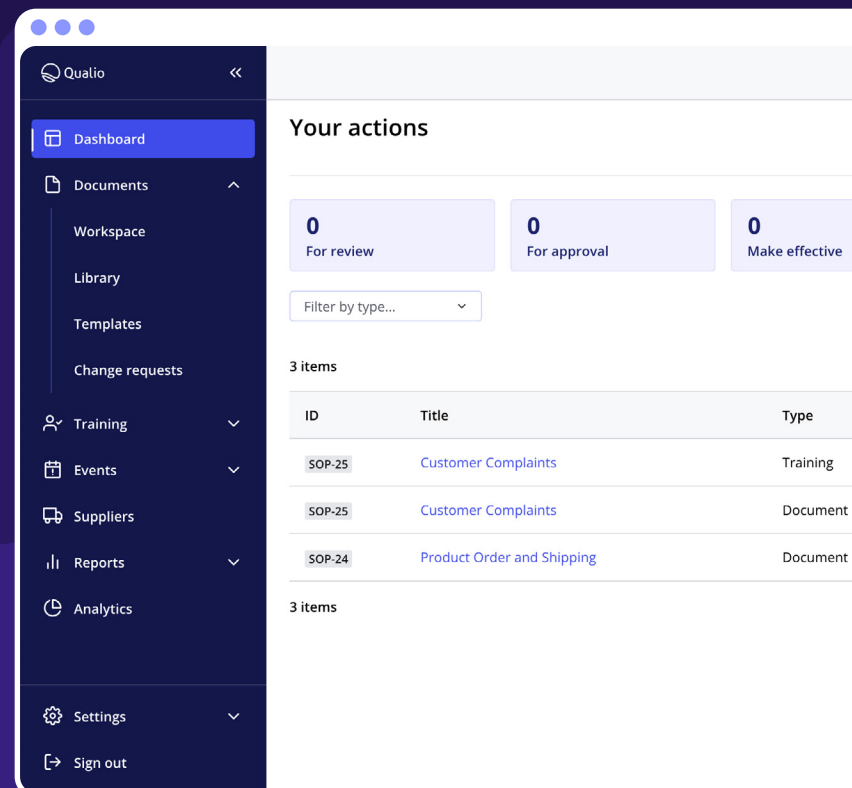 Qualio
Dashboard
Documents
Workspace
Library
Templates
Change requests
Training
Events
Suppliers
Reports
Analytics
Settings
Sign out
Your actions
0 0 0
For review For approval Make effective
Filter by type...
3 items
ID Title Type
SOP-25 Customer Complaints Training
SOP-25 Customer Complaints Document
SOP-24 Product Order and Shipping Document
3 items